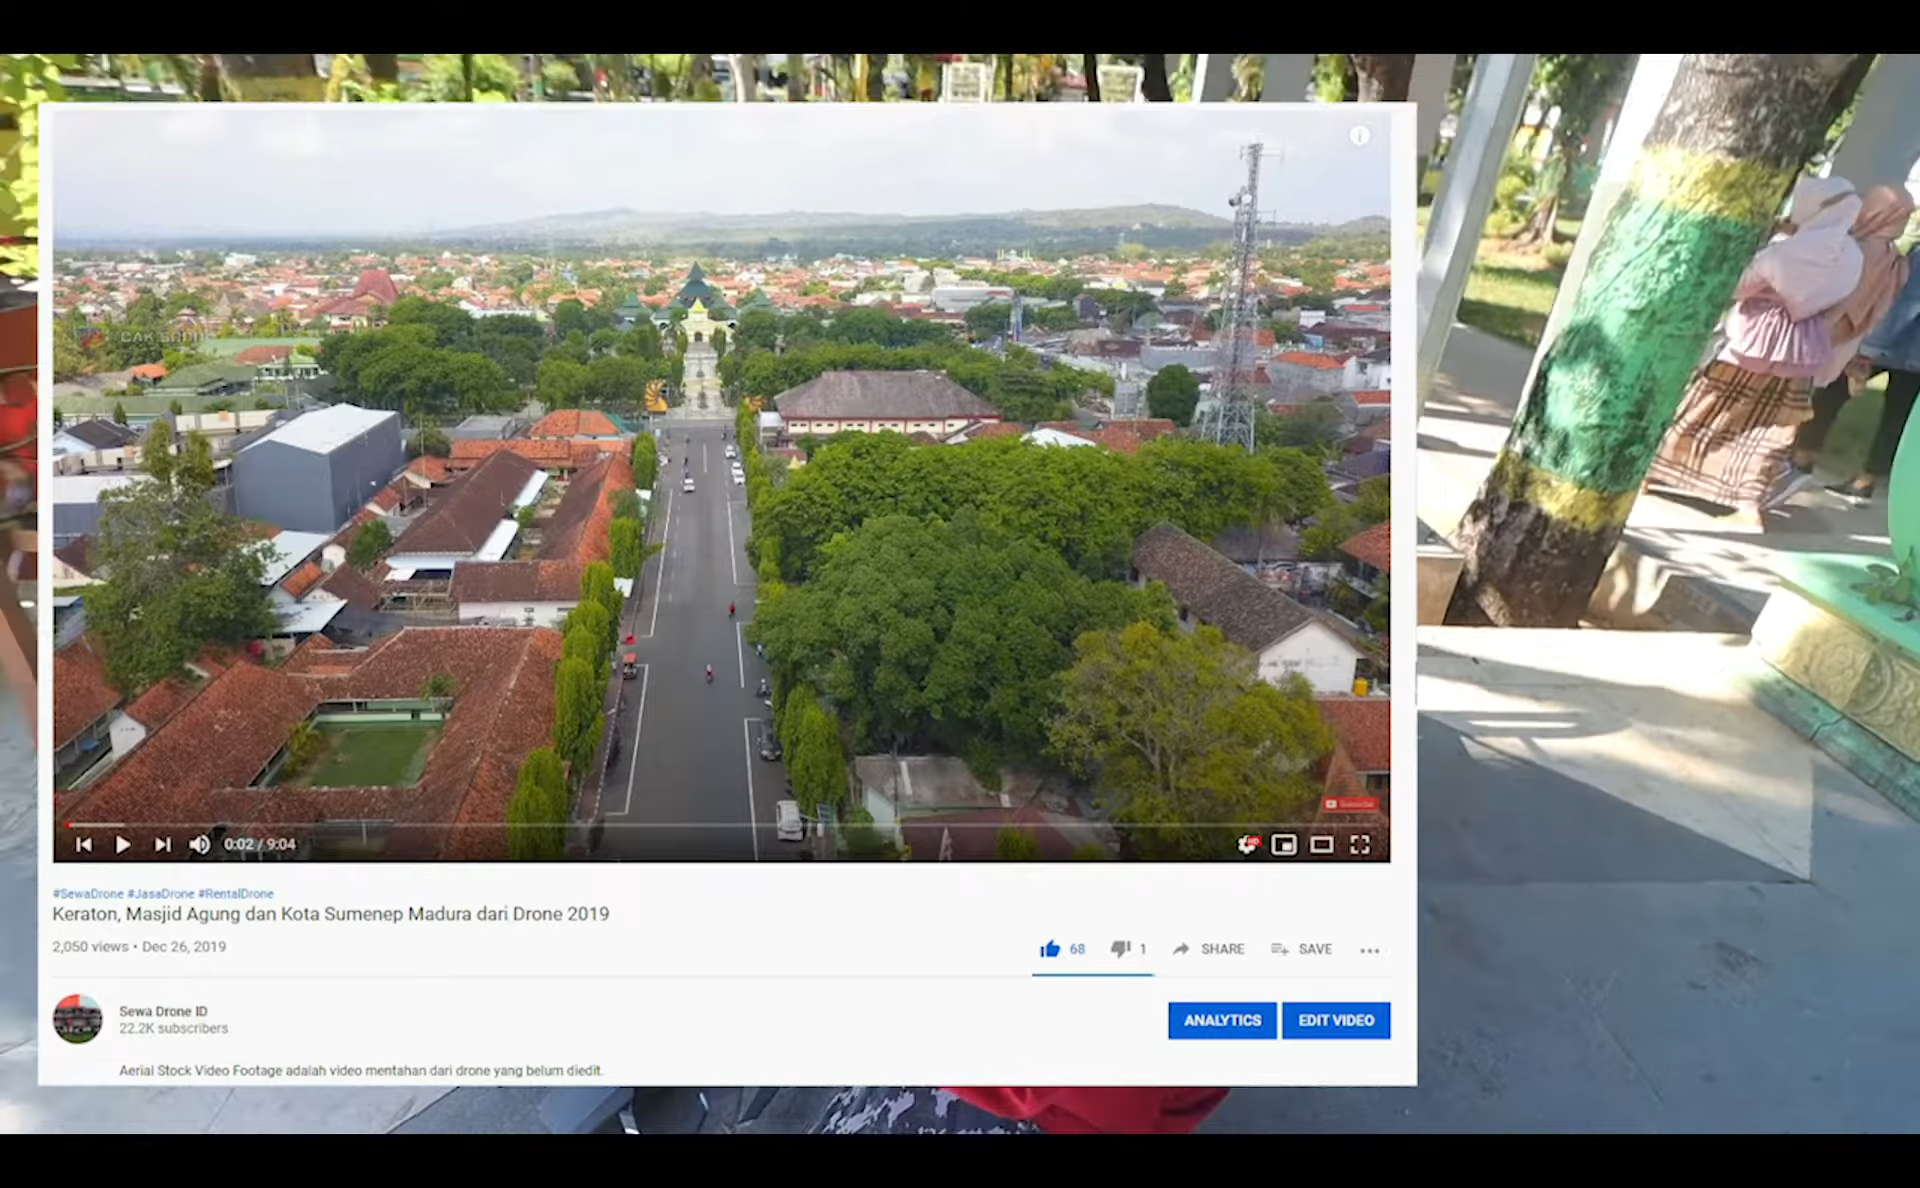 CAK BUDI
0:02 / 9:04
#SewaDrone #JasaDrone #RentalDrone
Keraton, Masjid Agung dan Kota Sumenep Madura dari Drone 2019
2,050 views • Dec 26, 2019
68 1 SHARE SAVE
Sewa Drone ID
22.2K subscribers
ANALYTICS EDIT VIDEO
Aerial Stock Video Footage adalah video mentahan dari drone yang belum diedit.